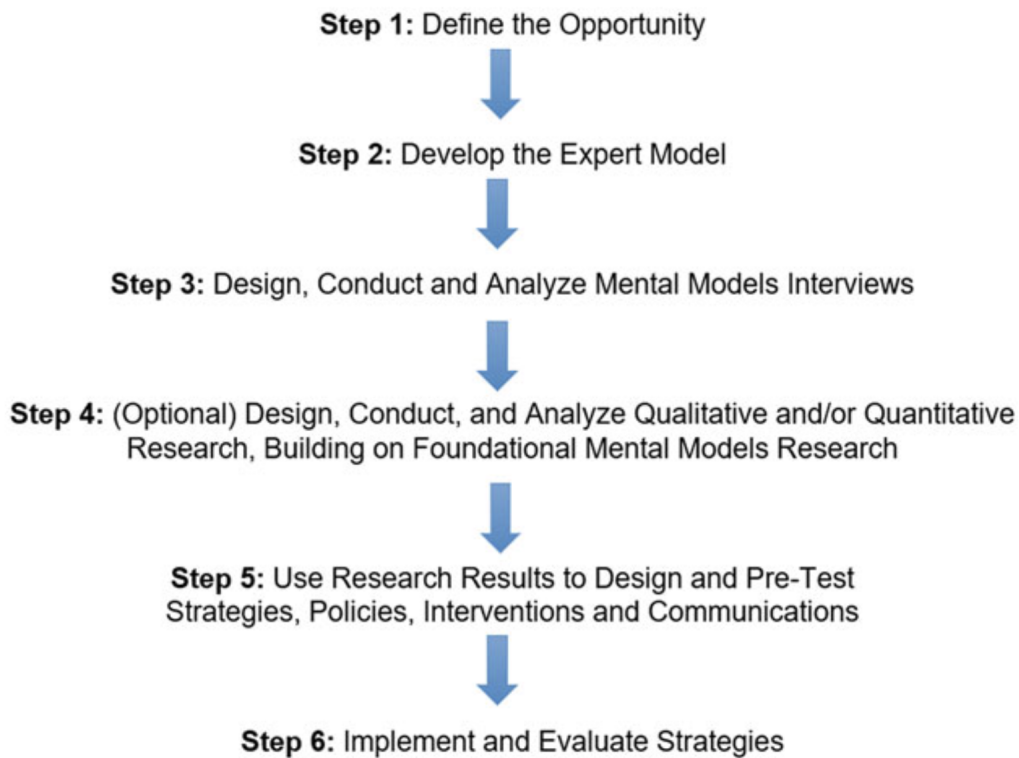 Step 1: Define the Opportunity
Step 2: Develop the Expert Model
Step 3: Design, Conduct and Analyze Mental Models Interviews
Step 4: (Optional) Design, Conduct, and Analyze Qualitative and/or Quantitative
Research, Building on Foundational Mental Models Research
Step 5: Use Research Results to Design and Pre-Test
Strategies, Policies, Interventions and Communications
Step 6: Implement and Evaluate Strategies